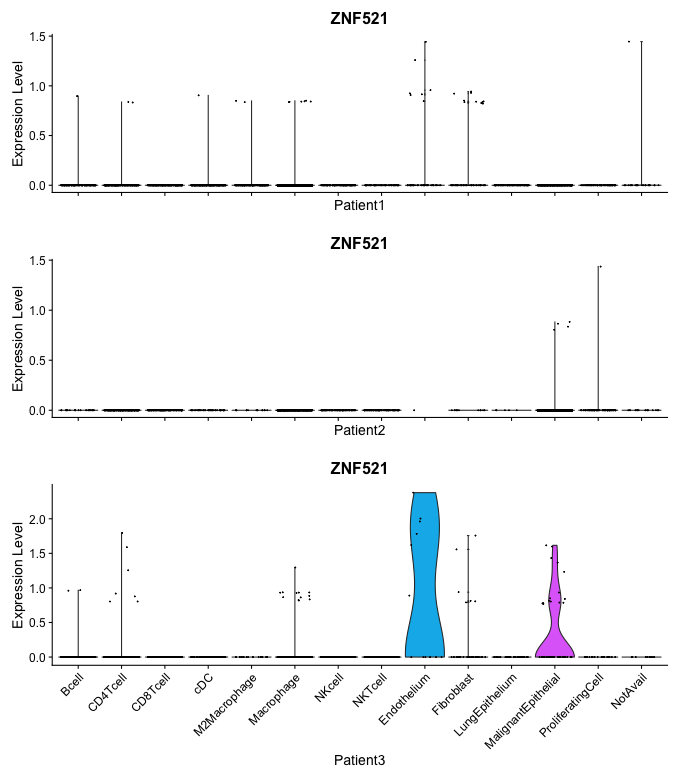 ZNF521
1.5
1.0
0.5
0.0
Expression Level
Patient1
ZNF521
1.5
1.0
0.5
0.0
Expression Level
Patient2
ZNF521
2.0
1.5
1.0
0.5
0.0
Expression Level
Bcell
CD4Tcell
CD8Tcell
cDC
M2Macrophage
Macrophage
NKcell
NKTcell
Endothelium
Fibroblast
LungEpithelium
MalignantEpithelial
ProliferatingCell
NotAvail
Patient3